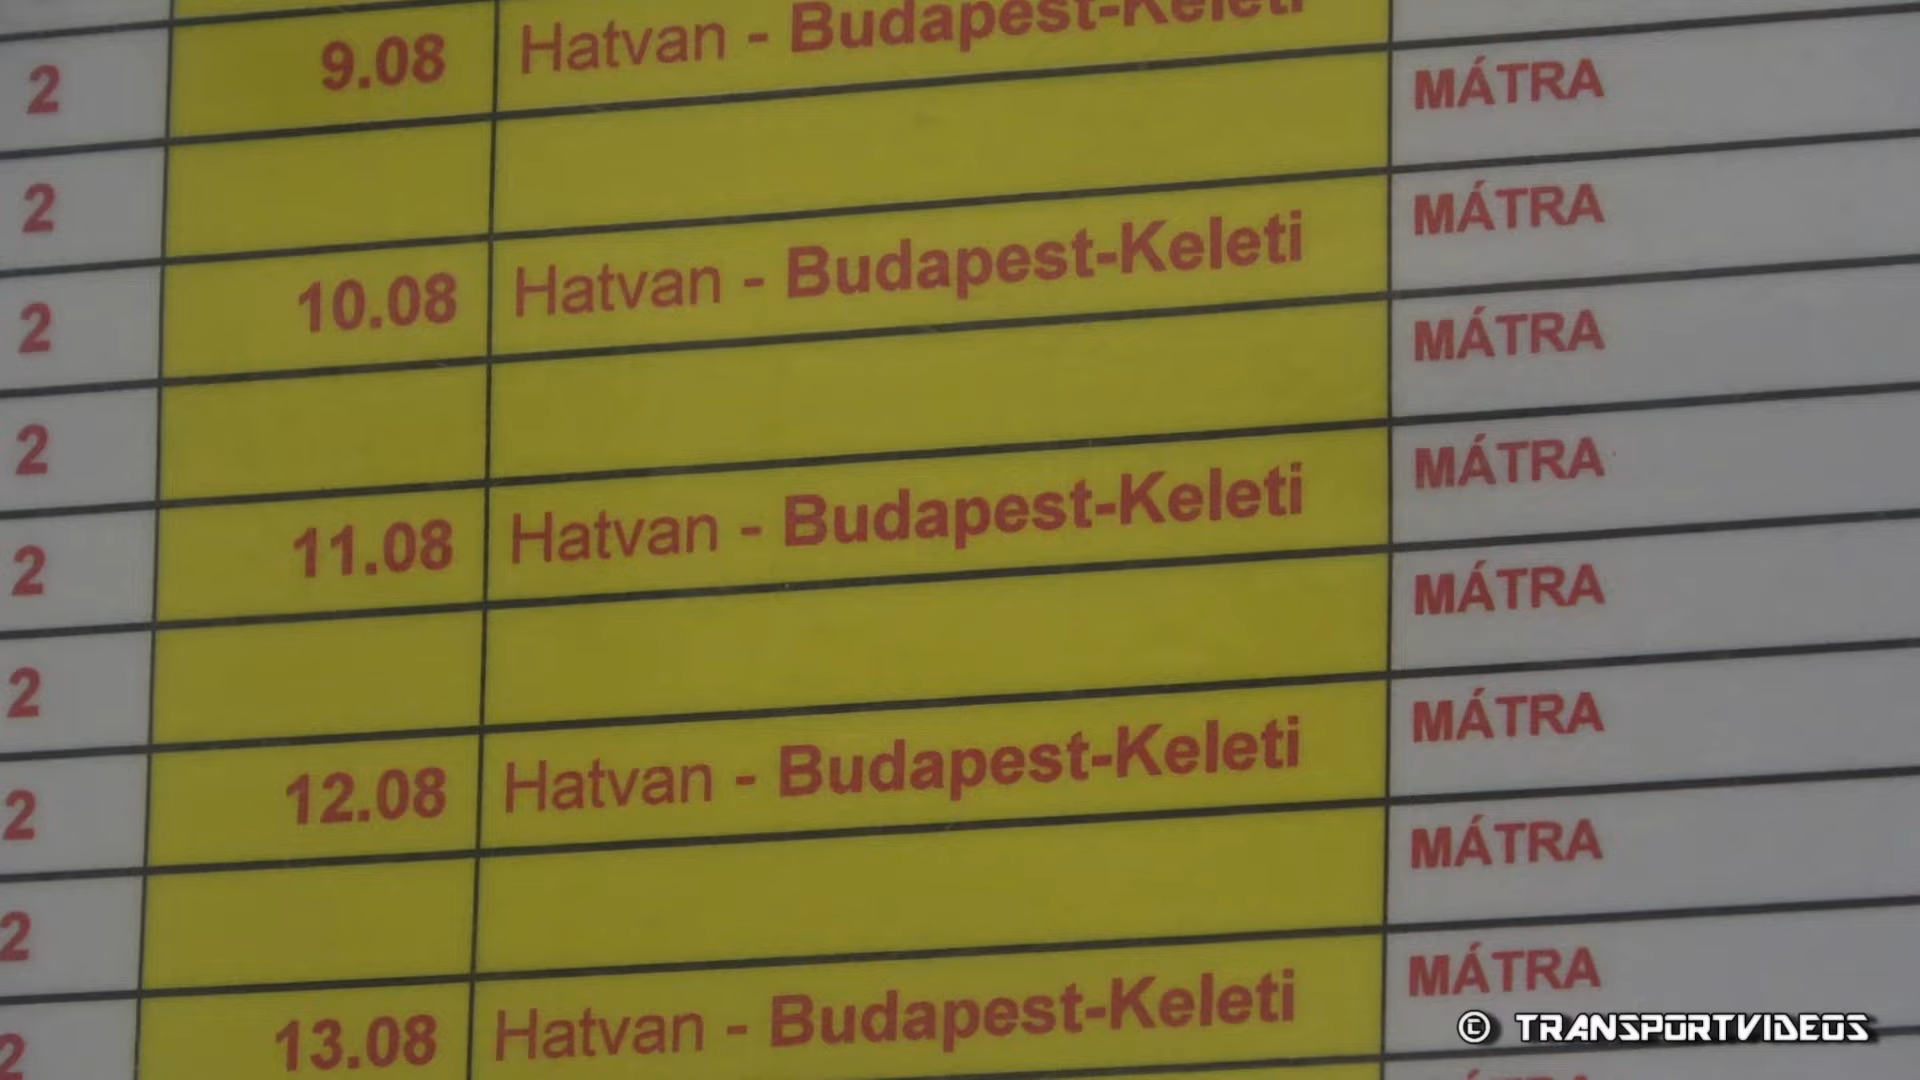 2 9.08 Hatvan - Budapest-Keleti MÁTRA
2 MÁTRA
2 10.08 Hatvan - Budapest-Keleti MÁTRA
2 MÁTRA
2 11.08 Hatvan - Budapest-Keleti MÁTRA
2 MÁTRA
2 12.08 Hatvan - Budapest-Keleti MÁTRA
2 MÁTRA
2 13.08 Hatvan - Budapest-Keleti MÁTRA
© TRANSPORTVIDEOS